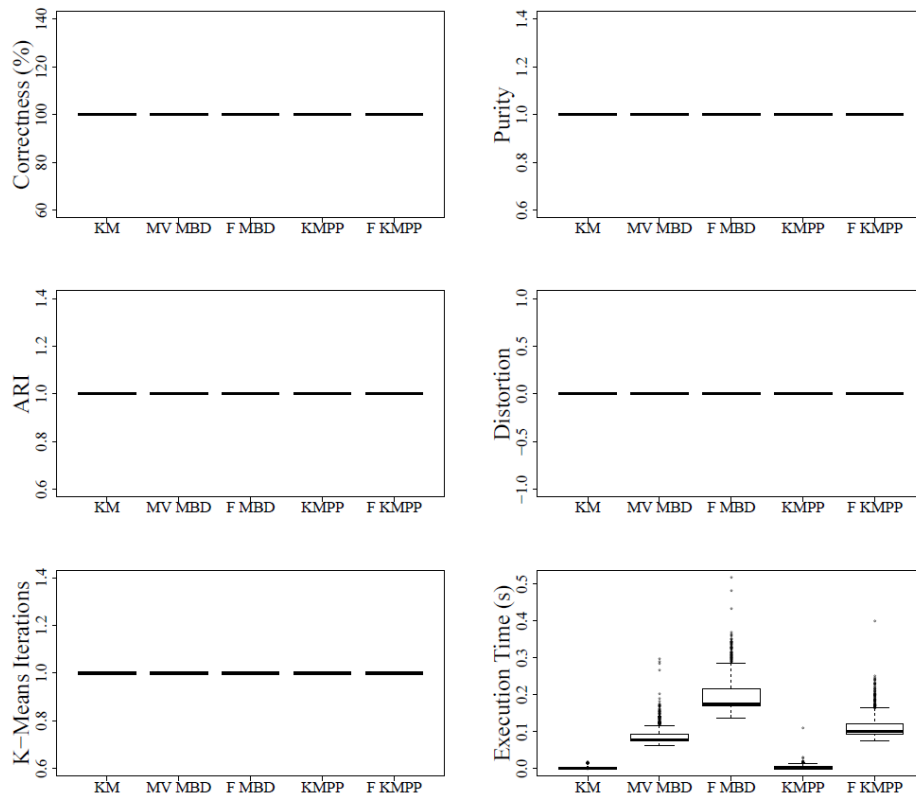 Correctness (%)
140
120
100
80
60
KM MV MBD F MBD KMPP F KMPP
Purity
1.4
1.2
1.0
0.8
0.6
KM MV MBD F MBD KMPP F KMPP
ARI
1.4
1.2
1.0
0.8
0.6
KM MV MBD F MBD KMPP F KMPP
Distortion
1.0
0.5
0.0
−0.5
−1.0
KM MV MBD F MBD KMPP F KMPP
K−Means Iterations
1.4
1.2
1.0
0.8
0.6
KM MV MBD F MBD KMPP F KMPP
Execution Time (s)
0.5
0.4
0.3
0.2
0.1
0.0
KM MV MBD F MBD KMPP F KMPP